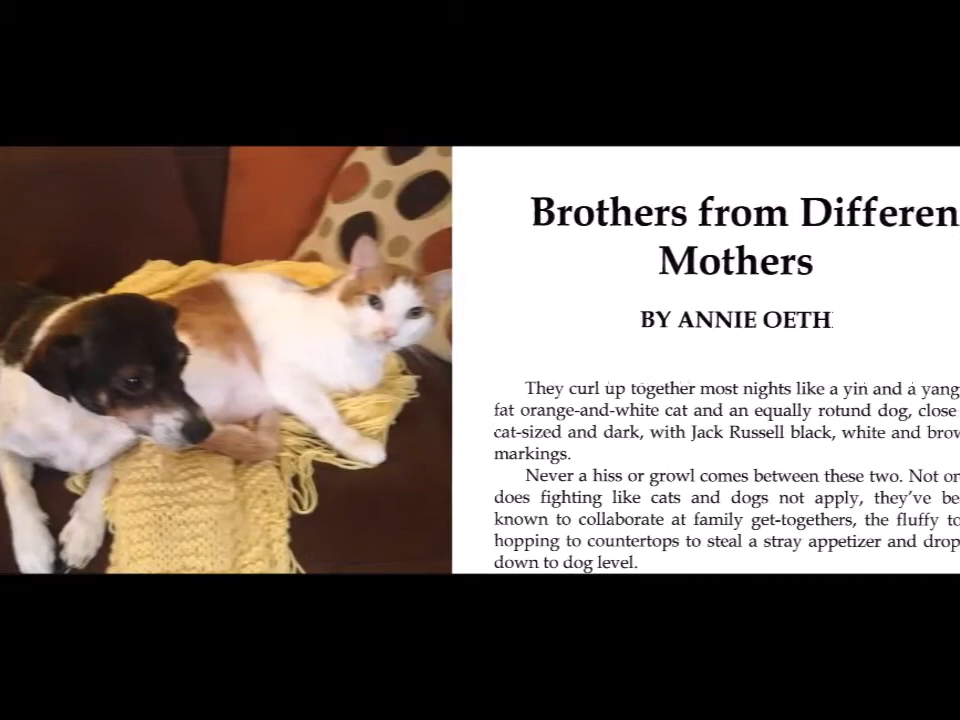 Brothers from Differen
Mothers
BY ANNIE OETH
They curl up together most nights like a yin and a yang
fat orange-and-white cat and an equally rotund dog, close
cat-sized and dark, with Jack Russell black, white and brow
markings.
Never a hiss or growl comes between these two. Not on
does fighting like cats and dogs not apply, they’ve be
known to collaborate at family get-togethers, the fluffy to
hopping to countertops to steal a stray appetizer and drop
down to dog level.